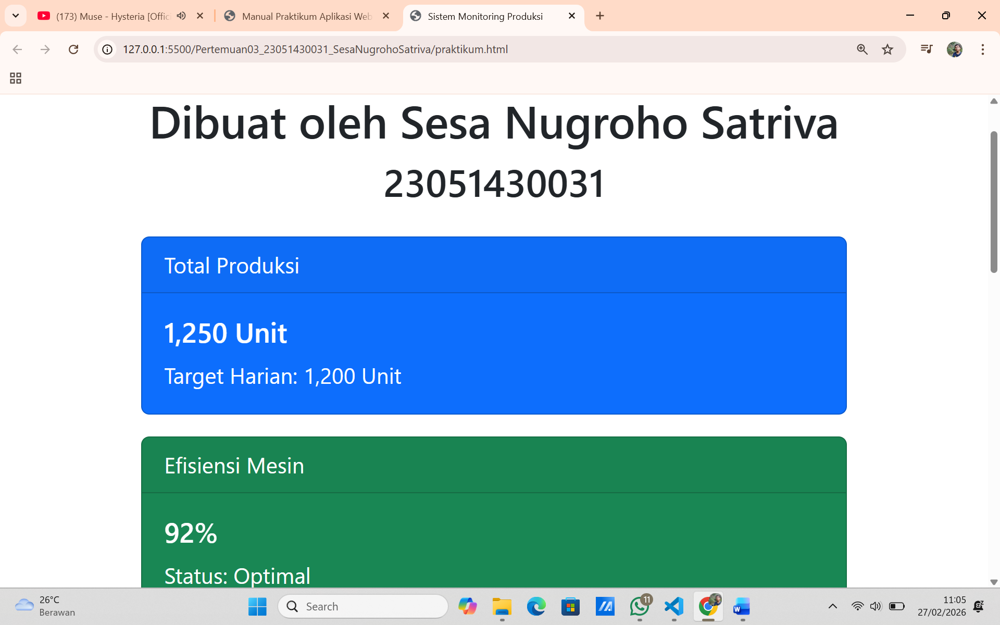 (173) Muse - Hysteria [Offic
Manual Praktikum Aplikasi Web
Sistem Monitoring Produksi
127.0.0.1:5500/Pertemuan03_23051430031_SesaNugrohoSatriva/praktikum.html
Dibuat oleh Sesa Nugroho Satriva
23051430031
Total Produksi
1,250 Unit
Target Harian: 1,200 Unit
Efisiensi Mesin
92%
Status: Optimal
26°C
Berawan
Search
11
W
11:05
27/02/2026